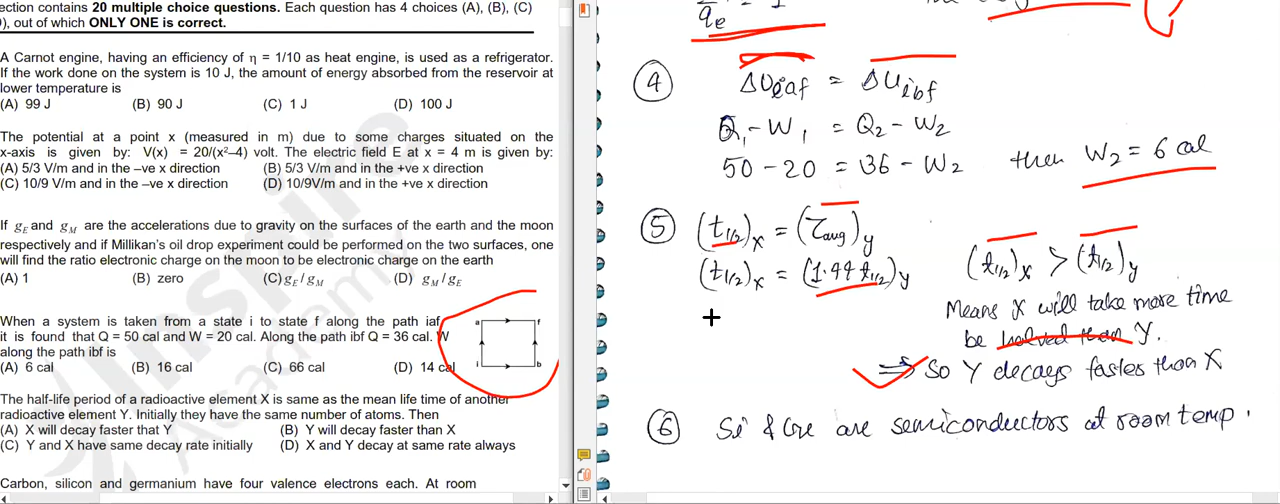 ection contains 20 multiple choice questions. Each question has 4 choices (A), (B), (C)
), out of which ONLY ONE is correct.
A Carnot engine, having an efficiency of η = 1/10 as heat engine, is used as a refrigerator.
If the work done on the system is 10 J, the amount of energy absorbed from the reservoir at
lower temperature is
(A) 99 J (B) 90 J (C) 1 J (D) 100 J
The potential at a point x (measured in m) due to some charges situated on the
x-axis is given by: V(x) = 20/(x²–4) volt. The electric field E at x = 4 m is given by:
(A) 5/3 V/m and in the –ve x direction (B) 5/3 V/m and in the +ve x direction
(C) 10/9 V/m and in the –ve x direction (D) 10/9V/m and in the +ve x direction
If gE and gM are the accelerations due to gravity on the surfaces of the earth and the moon
respectively and if Millikan's oil drop experiment could be performed on the two surfaces, one
will find the ratio electronic charge on the moon to be electronic charge on the earth
(A) 1 (B) zero (C) gE/gM (D) gM/gE
When a system is taken from a state i to state f along the path iaf
it is found that Q = 50 cal and W = 20 cal. Along the path ibf Q = 36 cal. W
along the path ibf is
(A) 6 cal (B) 16 cal (C) 66 cal (D) 14 cal
a f
i b
The half-life period of a radioactive element X is same as the mean life time of another
radioactive element Y. Initially they have the same number of atoms. Then
(A) X will decay faster that Y (B) Y will decay faster than X
(C) Y and X have same decay rate initially (D) X and Y decay at same rate always
Carbon, silicon and germanium have four valence electrons each. At room
qe
4 ΔUiaf = ΔUibf
Q1 - W1 = Q2 - W2
50 - 20 = 36 - W2 then W2 = 6 cal
5 (t1/2)x = (τavg)y
(t1/2)x = (1.44 t1/2)y (t1/2)x > (t1/2)y
Means X will take more time
be halved than Y.
⇒ So Y decays faster than X
6 Si & Ge are semiconductors at room temp.